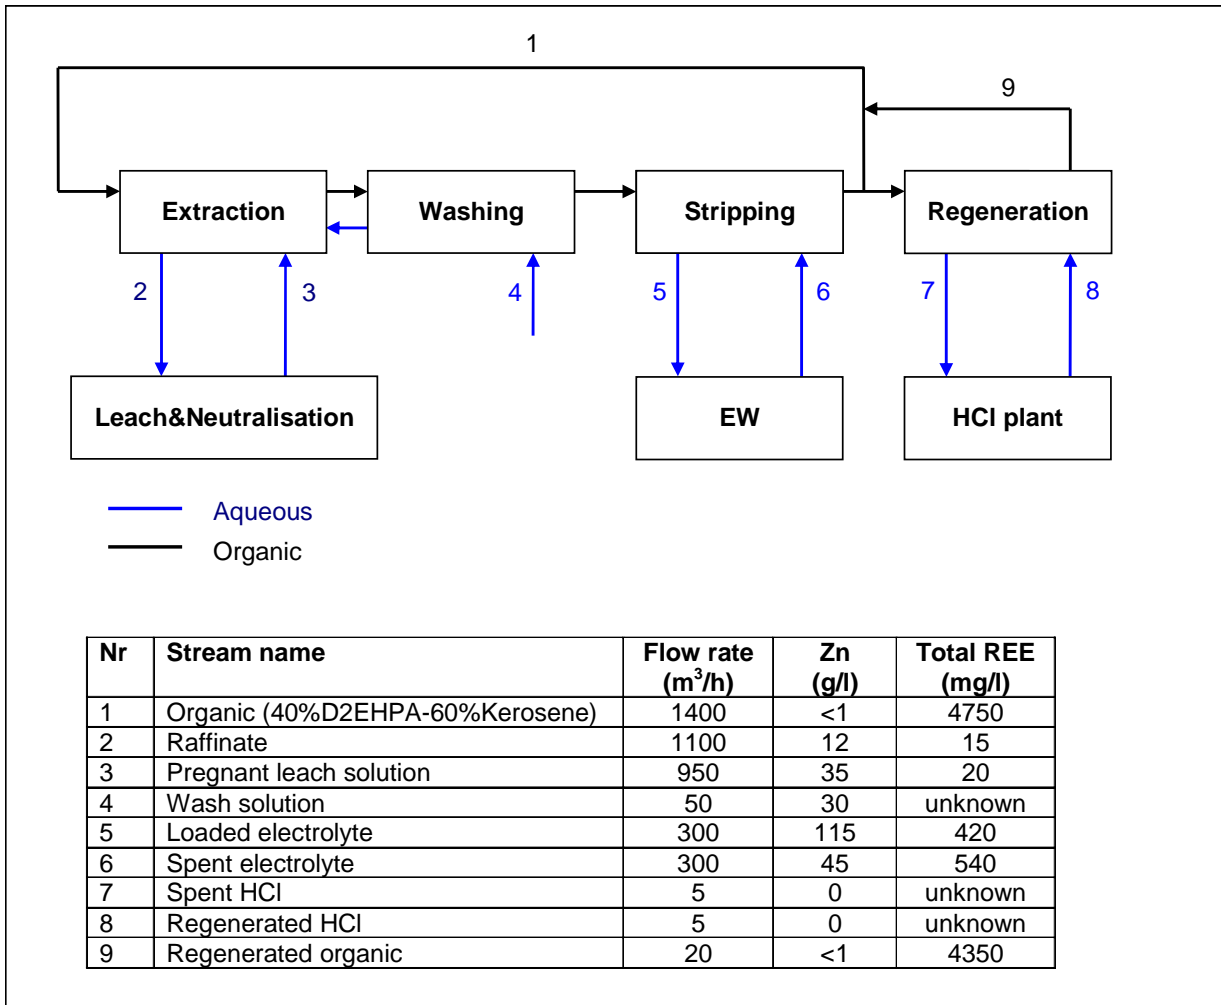 1
9
Extraction
Washing
Stripping
Regeneration
2
3
4
5
6
7
8
Leach&Neutralisation
EW
HCl plant
Aqueous
Organic
Nr Stream name Flow rate (m³/h) Zn (g/l) Total REE (mg/l)
1 Organic (40%D2EHPA-60%Kerosene) 1400 <1 4750
2 Raffinate 1100 12 15
3 Pregnant leach solution 950 35 20
4 Wash solution 50 30 unknown
5 Loaded electrolyte 300 115 420
6 Spent electrolyte 300 45 540
7 Spent HCl 5 0 unknown
8 Regenerated HCl 5 0 unknown
9 Regenerated organic 20 <1 4350